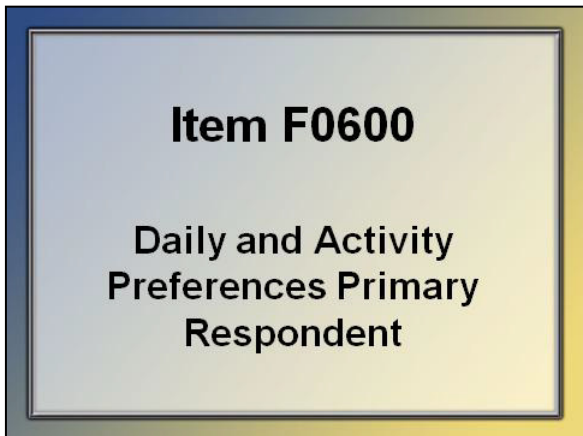 Item F0600
Daily and Activity
Preferences Primary
Respondent